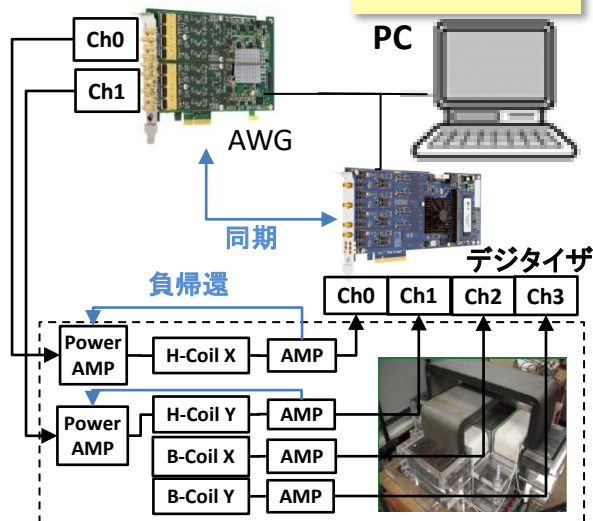 Ch0
PC
Ch1
AWG
同期
デジタイザ
負帰還
Ch0 Ch1 Ch2 Ch3
Power
AMP
H-Coil X
AMP
Power
AMP
H-Coil Y
AMP
B-Coil X
AMP
B-Coil Y
AMP